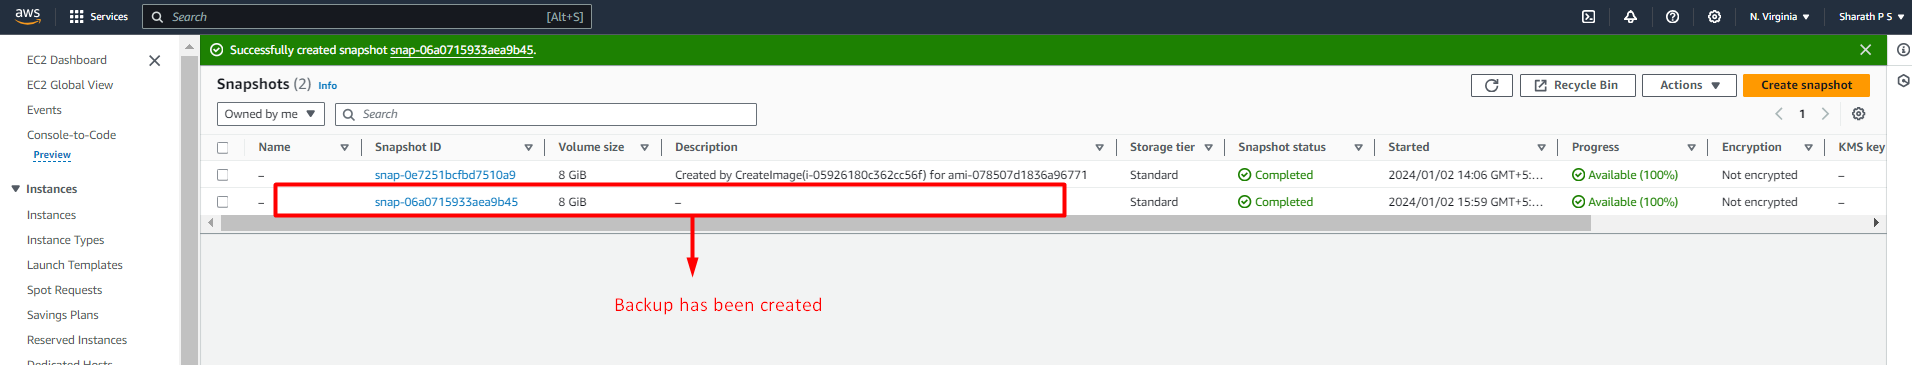 aws Services Search [Alt+S] N. Virginia Sharath P S
EC2 Dashboard
EC2 Global View
Events
Console-to-Code
Preview
Instances
Instances
Instance Types
Launch Templates
Spot Requests
Savings Plans
Reserved Instances
Dedicated Hosts
Successfully created snapshot snap-06a0715933aea9b45.
Snapshots (2) Info Recycle Bin Actions Create snapshot
Owned by me Search 1
Name Snapshot ID Volume size Description Storage tier Snapshot status Started Progress Encryption KMS key
– snap-0e7251bcfbd7510a9 8 GiB Created by CreateImage(i-05926180c362cc56f) for ami-078507d1836a96771 Standard Completed 2024/01/02 14:06 GMT+5:... Available (100%) Not encrypted –
– snap-06a0715933aea9b45 8 GiB – Standard Completed 2024/01/02 15:59 GMT+5:... Available (100%) Not encrypted –
Backup has been created